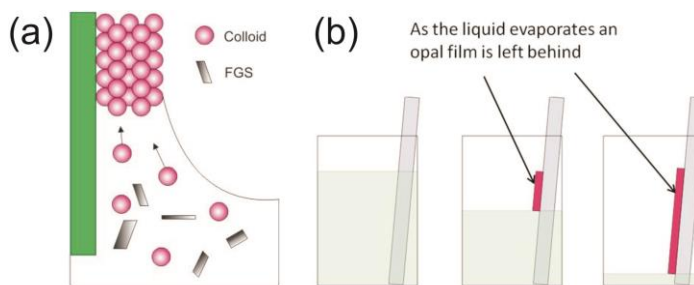 (a)
Colloid
FGS
(b)
As the liquid evaporates an
opal film is left behind